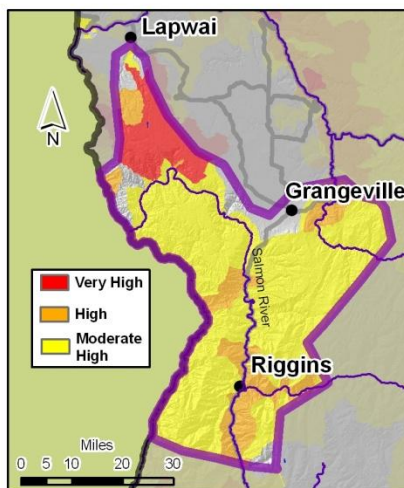 Lapwai
N
Grangeville
Salmon River
Very High
High
Moderate
High
Riggins
Miles
0 5 10 20 30